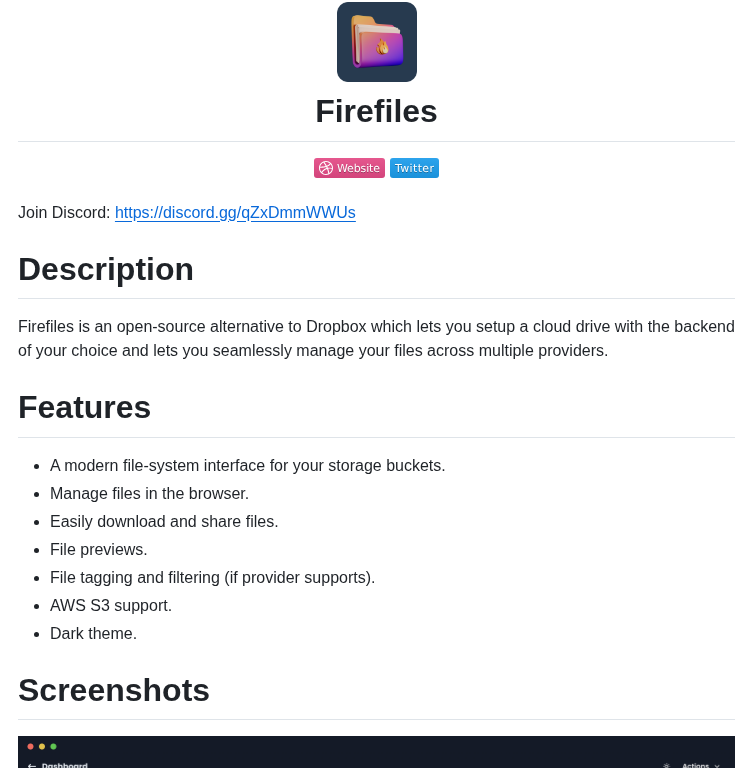 Firefiles
Website Twitter
Join Discord: https://discord.gg/qZxDmmWWUs
Description
Firefiles is an open-source alternative to Dropbox which lets you setup a cloud drive with the backend
of your choice and lets you seamlessly manage your files across multiple providers.
Features
• A modern file-system interface for your storage buckets.
• Manage files in the browser.
• Easily download and share files.
• File previews.
• File tagging and filtering (if provider supports).
• AWS S3 support.
• Dark theme.
Screenshots
← Dashboard Actions